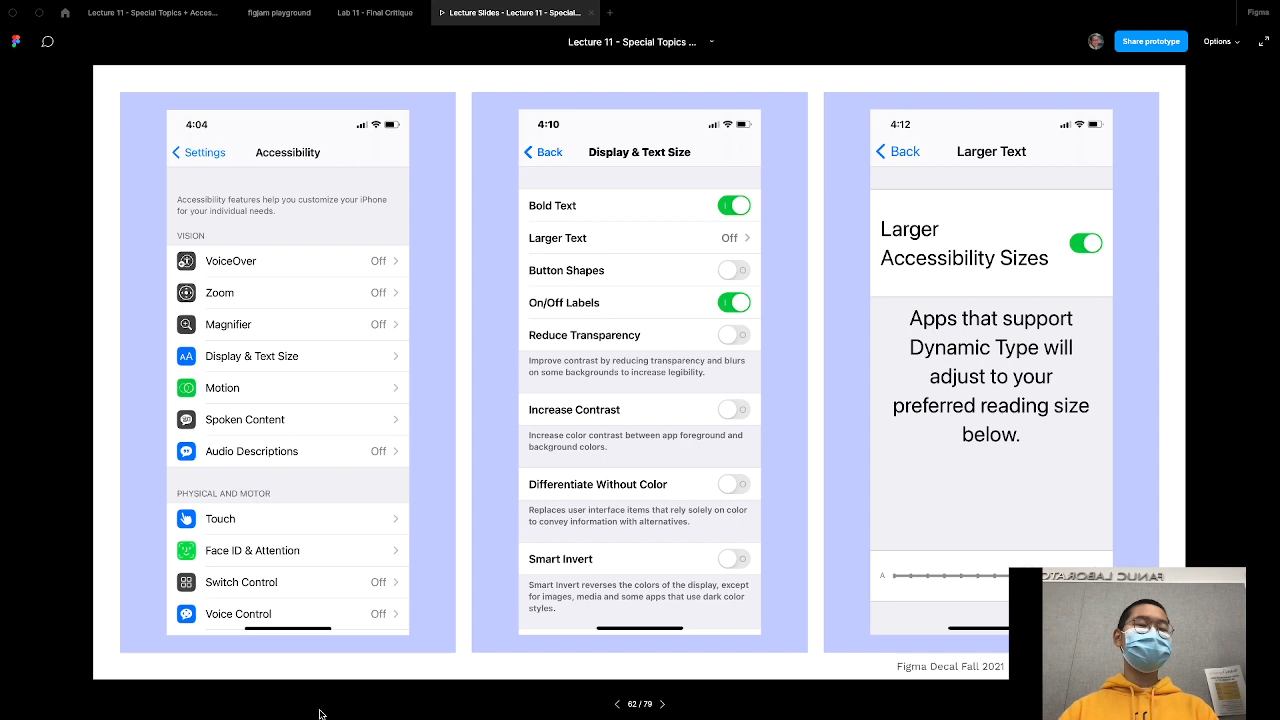 Lecture 11 - Special Topics + Acces...
figjam playground
Lab 11 - Final Critique
Lecture Slides - Lecture 11 - Special...
Figma
Lecture 11 - Special Topics ...
Share prototype
Options
4:04
Settings
Accessibility
Accessibility features help you customize your iPhone
for your individual needs.
VISION
VoiceOver Off
Zoom Off
Magnifier Off
AA Display & Text Size
Motion
Spoken Content
Audio Descriptions Off
PHYSICAL AND MOTOR
Touch
Face ID & Attention
Switch Control Off
Voice Control Off
4:10
Back
Display & Text Size
Bold Text
Larger Text Off
Button Shapes
On/Off Labels
Reduce Transparency
Improve contrast by reducing transparency and blurs
on some backgrounds to increase legibility.
Increase Contrast
Increase color contrast between app foreground and
background colors.
Differentiate Without Color
Replaces user interface items that rely solely on color
to convey information with alternatives.
Smart Invert
Smart Invert reverses the colors of the display, except
for images, media and some apps that use dark color
styles.
4:12
Back
Larger Text
Larger
Accessibility Sizes
Apps that support
Dynamic Type will
adjust to your
preferred reading size
below.
A
FANUC LABORATO
Figma Decal Fall 2021
62 / 79